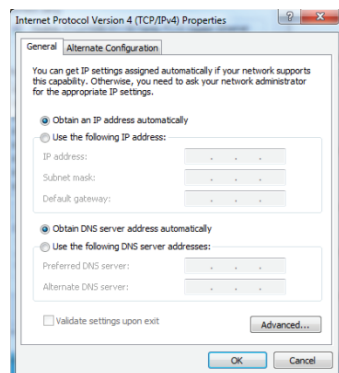 Internet Protocol Version 4 (TCP/IPv4) Properties
General
Alternate Configuration
You can get IP settings assigned automatically if your network supports
this capability. Otherwise, you need to ask your network administrator
for the appropriate IP settings.
Obtain an IP address automatically
Use the following IP address:
IP address:
Subnet mask:
Default gateway:
Obtain DNS server address automatically
Use the following DNS server addresses:
Preferred DNS server:
Alternate DNS server:
Validate settings upon exit
Advanced...
OK
Cancel